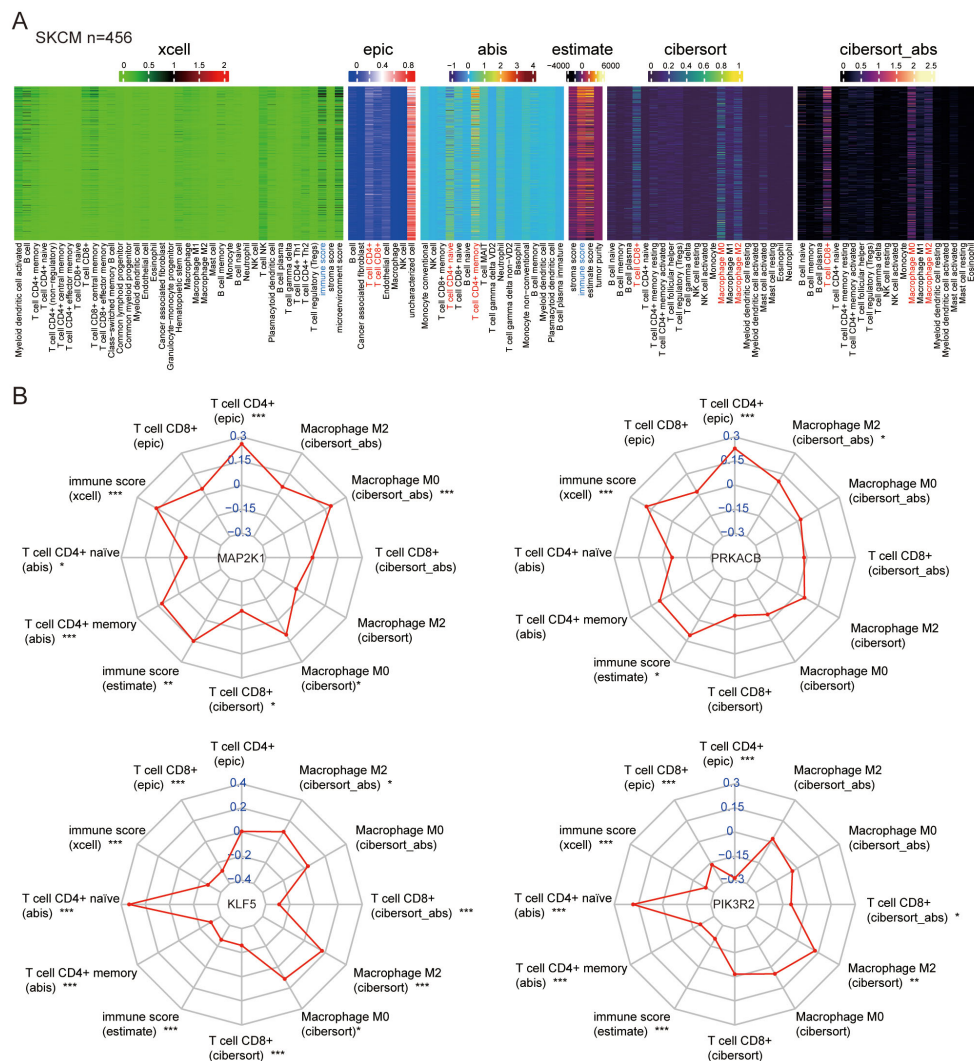 A
SKCM n=456
xcell
0 0.5 1 1.5 2
epic
0 0.2 0.4 0.6 0.8
abis
−1 0 1 2 3 4
estimate
−4000 0 6000
cibersort
0 0.2 0.4 0.6 0.8 1
cibersort_abs
0 0.5 1 1.5 2 2.5
Myeloid dendritic cell activated
B cell
T cell CD4+ memory
T cell CD4+ naive
T cell CD4+ (non−regulatory)
T cell CD4+ central memory
T cell CD4+ effector memory
T cell CD8+ naive
T cell CD8+
T cell CD8+ central memory
T cell CD8+ effector memory
Class−switched memory B cell
Common lymphoid progenitor
Common myeloid progenitor
Myeloid dendritic cell
Endothelial cell
Eosinophil
Cancer associated fibroblast
Granulocyte−monocyte progenitor
Hematopoietic stem cell
Macrophage
Macrophage M1
Macrophage M2
Mast cell
B cell memory
Monocyte
B cell naive
Neutrophil
NK cell
T cell NK
Plasmacytoid dendritic cell
B cell plasma
T cell gamma delta
T cell CD4+ Th1
T cell CD4+ Th2
T cell regulatory (Tregs)
immune score
stroma score
microenvironment score
B cell
Cancer associated fibroblast
T cell CD4+
T cell CD8+
Endothelial cell
Macrophage
NK cell
uncharacterized cell
Monocyte conventional
NK cell
T cell CD8+ memory
T cell CD4+ naive
T cell CD8+ naive
B cell naive
T cell CD4+ memory
T cell MAIT
T cell gamma delta VD2
Neutrophil
T cell gamma delta non−VD2
Basophil
Monocyte non−conventional
B cell memory
Myeloid dendritic cell
Plasmacytoid dendritic cell
B cell plasma immature
stroma score
immune score
estimate score
tumor purity
B cell naive
B cell memory
B cell plasma
T cell CD8+
T cell CD4+ naive
T cell CD4+ memory resting
T cell CD4+ memory activated
T cell follicular helper
T cell regulatory (Tregs)
T cell gamma delta
NK cell resting
NK cell activated
Monocyte
Macrophage M0
Macrophage M1
Macrophage M2
Myeloid dendritic cell resting
Myeloid dendritic cell activated
Mast cell activated
Mast cell resting
Eosinophil
Neutrophil
B cell naive
B cell memory
B cell plasma
T cell CD8+
T cell CD4+ naive
T cell CD4+ memory resting
T cell CD4+ memory activated
T cell follicular helper
T cell regulatory (Tregs)
T cell gamma delta
NK cell resting
NK cell activated
Monocyte
Macrophage M0
Macrophage M1
Macrophage M2
Myeloid dendritic cell resting
Myeloid dendritic cell activated
Mast cell activated
Mast cell resting
Eosinophil
B
T cell CD4+
(epic) ***
Macrophage M2
(cibersort_abs)
Macrophage M0
(cibersort_abs) ***
T cell CD8+
(cibersort_abs)
Macrophage M2
(cibersort)
Macrophage M0
(cibersort)*
T cell CD8+
(cibersort) *
immune score
(estimate) **
T cell CD4+ memory
(abis) ***
T cell CD4+ naïve
(abis) *
immune score
(xcell) ***
T cell CD8+
(epic)
0.3
0.15
0
−0.15
−0.3
MAP2K1
T cell CD4+
(epic) ***
Macrophage M2
(cibersort_abs) *
Macrophage M0
(cibersort_abs)
T cell CD8+
(cibersort_abs)
Macrophage M2
(cibersort)
Macrophage M0
(cibersort)
T cell CD8+
(cibersort)
immune score
(estimate) *
T cell CD4+ memory
(abis)
T cell CD4+ naïve
(abis)
immune score
(xcell) ***
T cell CD8+
(epic)
0.3
0.15
0
−0.15
−0.3
PRKACB
T cell CD4+
(epic)
Macrophage M2
(cibersort_abs) *
Macrophage M0
(cibersort_abs)
T cell CD8+
(cibersort_abs) ***
Macrophage M2
(cibersort) ***
Macrophage M0
(cibersort)*
T cell CD8+
(cibersort) ***
immune score
(estimate) ***
T cell CD4+ memory
(abis) ***
T cell CD4+ naïve
(abis) ***
immune score
(xcell) ***
T cell CD8+
(epic) ***
0.4
0.2
0
−0.2
−0.4
KLF5
T cell CD4+
(epic) ***
Macrophage M2
(cibersort_abs)
Macrophage M0
(cibersort_abs)
T cell CD8+
(cibersort_abs) *
Macrophage M2
(cibersort) **
Macrophage M0
(cibersort)
T cell CD8+
(cibersort)
immune score
(estimate) ***
T cell CD4+ memory
(abis) ***
T cell CD4+ naïve
(abis) ***
immune score
(xcell) ***
T cell CD8+
(epic) ***
0.3
0.15
0
−0.15
−0.3
PIK3R2